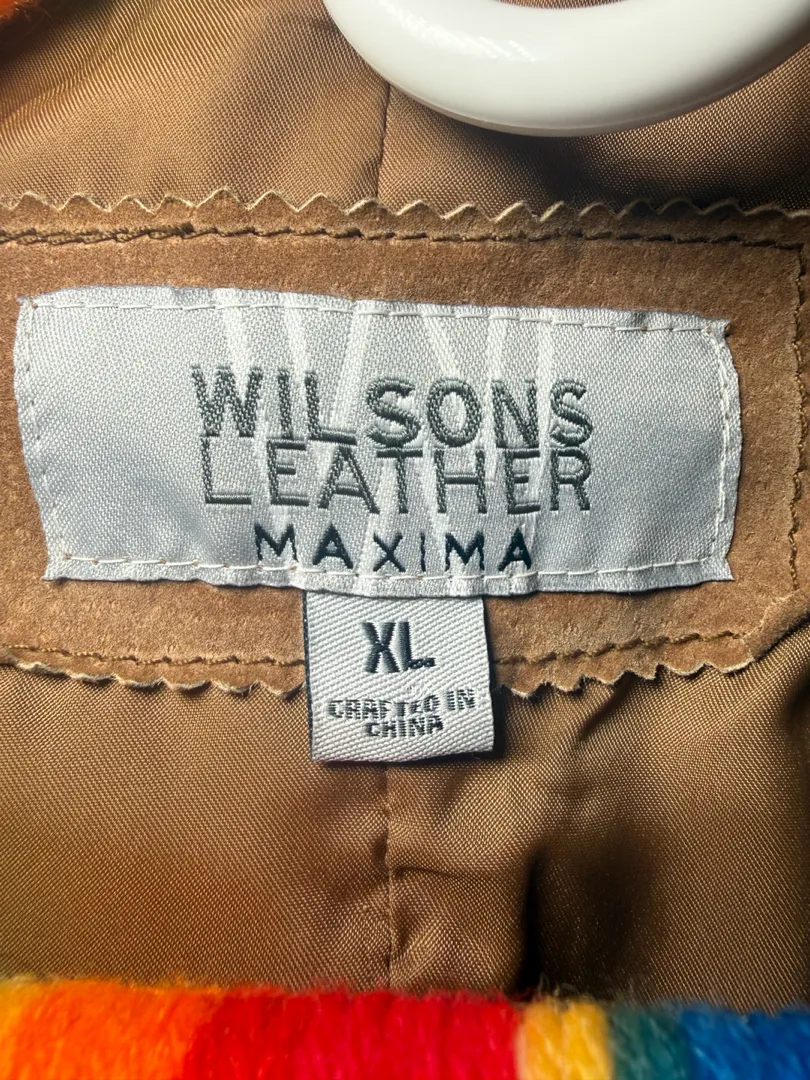 WILSONS
LEATHER
MAXIMA
XL
CRAFTED IN
CHINA